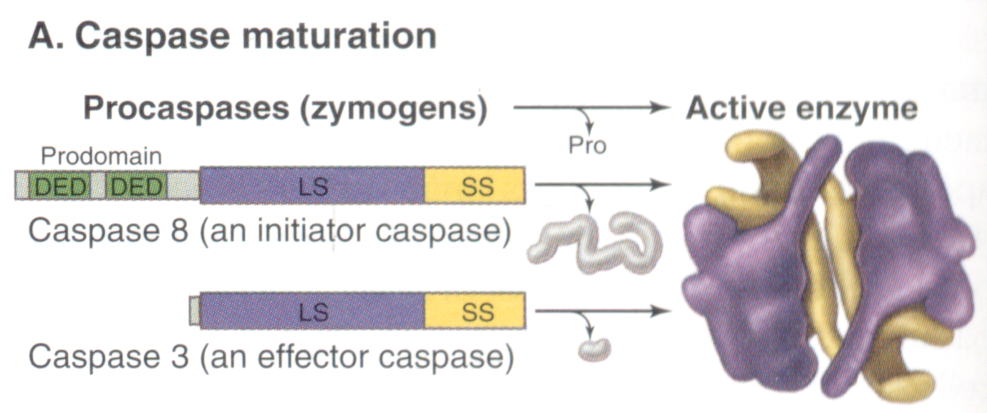 A. Caspase maturation
Procaspases (zymogens) Active enzyme
Pro
Prodomain
DED DED LS SS
Caspase 8 (an initiator caspase)
LS SS
Caspase 3 (an effector caspase)